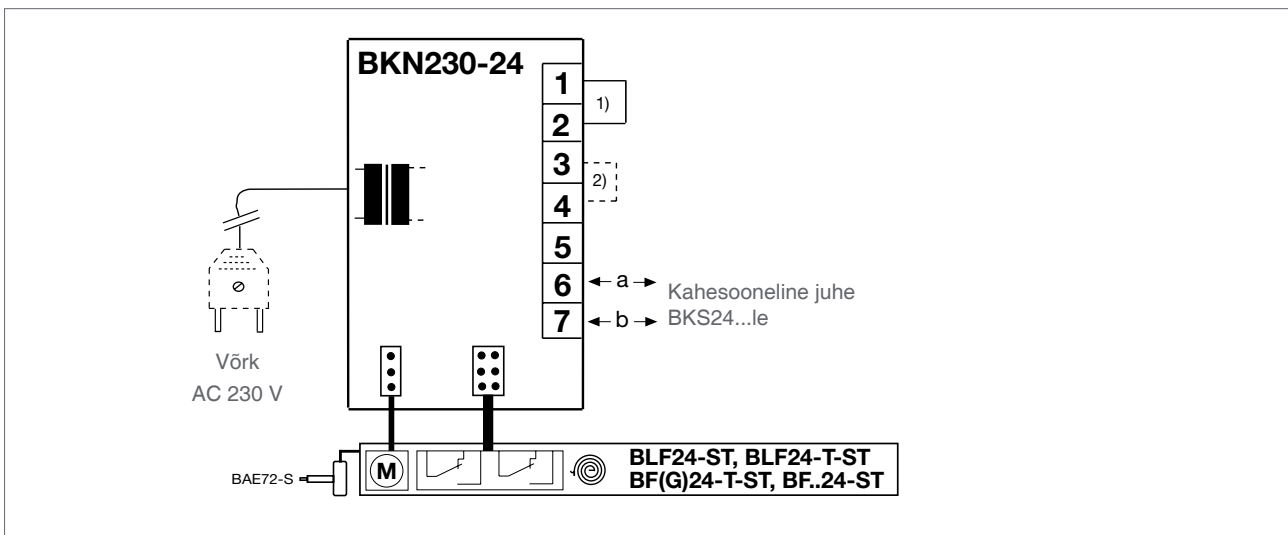 BKN230-24
1
2
3
4
5
6
7
1)
2)
a
b
Kahesooneline juhe
BKS24...le
Võrk
AC 230 V
BAE72-S
M
BLF24-ST, BLF24-T-ST
BF(G)24-T-ST, BF..24-ST